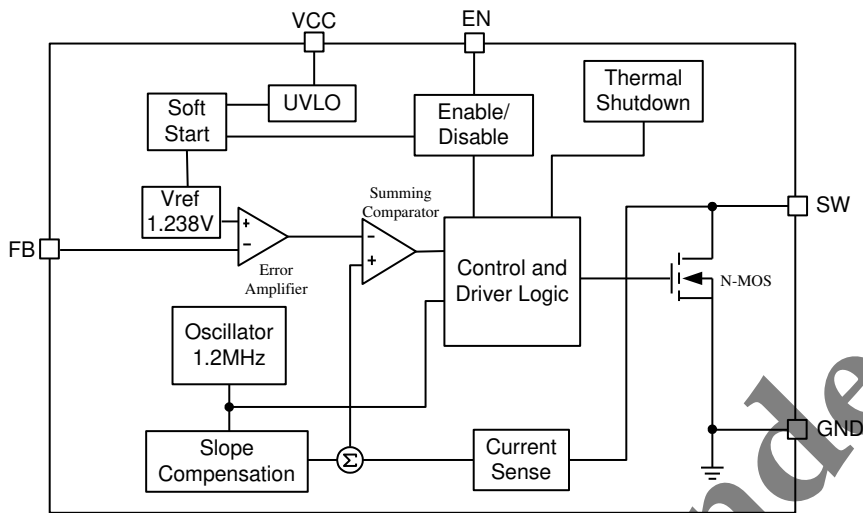 VCC
EN
UVLO
Soft
Start
Enable/
Disable
Thermal
Shutdown
Vref
1.238V
+
−
Summing
Comparator
−
+
SW
FB
Error
Amplifier
Control and
Driver Logic
N-MOS
Oscillator
1.2MHz
GND
Slope
Compensation
Σ
Current
Sense
nde